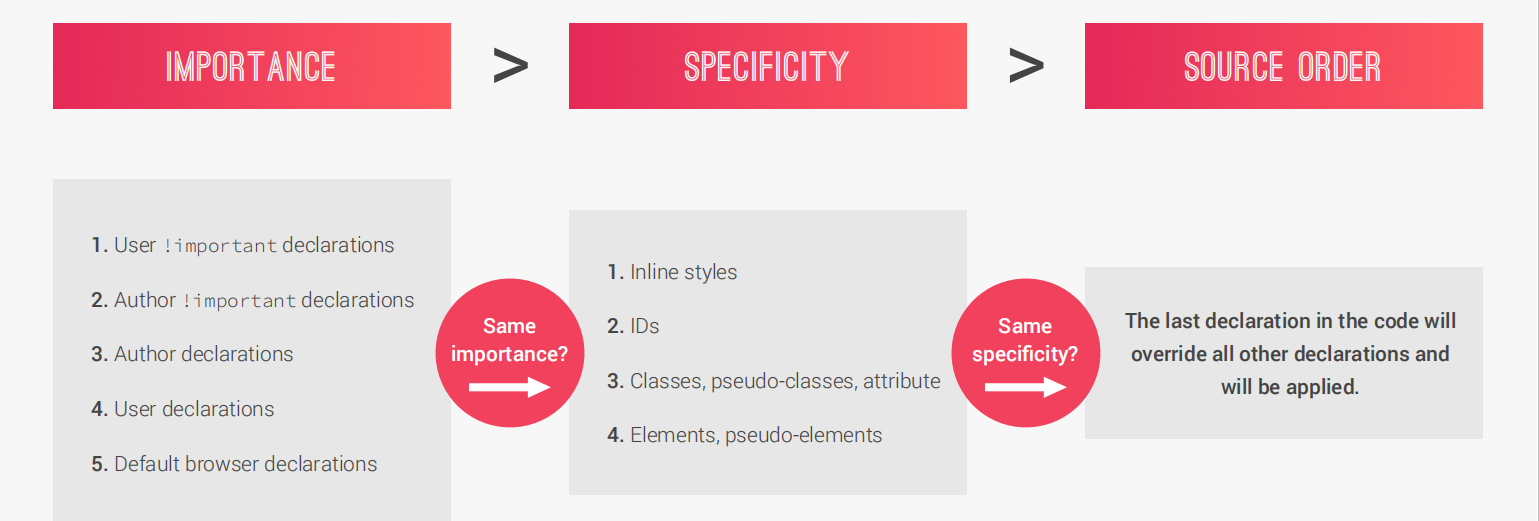 IMPORTANCE
>
SPECIFICITY
>
SOURCE ORDER
1. User !important declarations
2. Author !important declarations
3. Author declarations
4. User declarations
5. Default browser declarations
Same
importance?
1. Inline styles
2. IDs
3. Classes, pseudo-classes, attribute
4. Elements, pseudo-elements
Same
specificity?
The last declaration in the code will
override all other declarations and
will be applied.